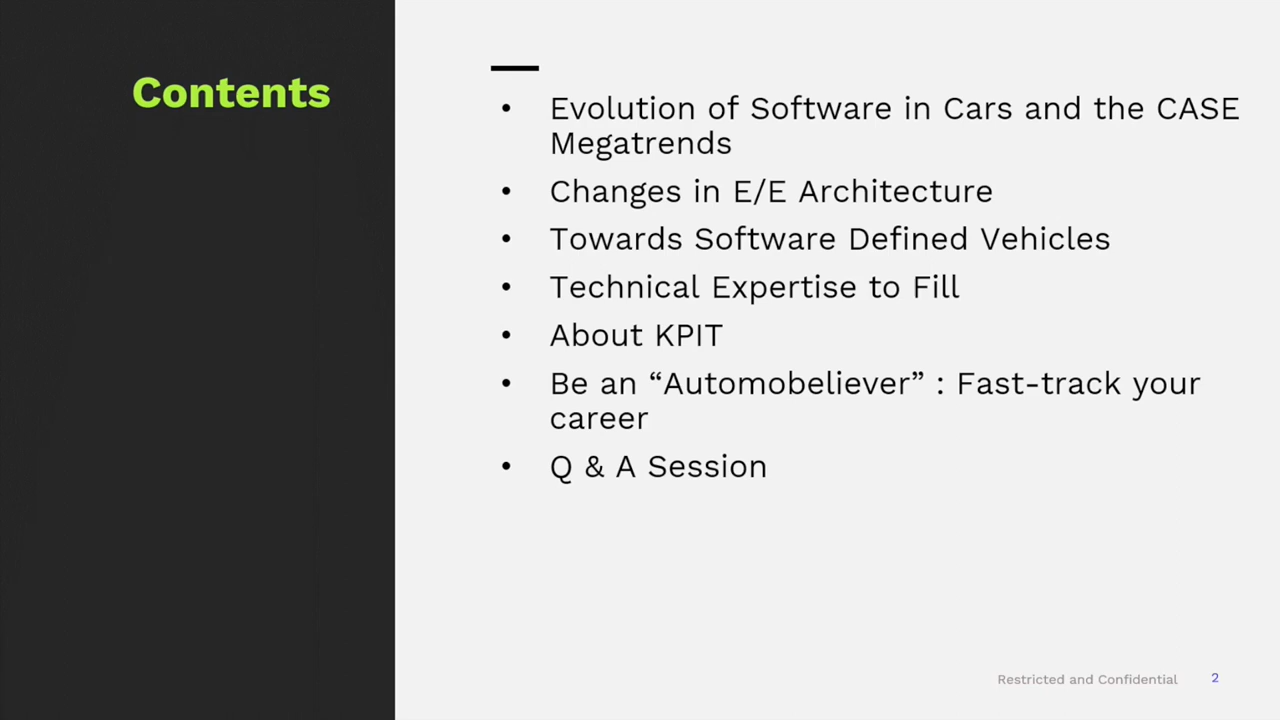 Contents
• Evolution of Software in Cars and the CASE
Megatrends
• Changes in E/E Architecture
• Towards Software Defined Vehicles
• Technical Expertise to Fill
• About KPIT
• Be an “Automobeliever” : Fast-track your
career
• Q & A Session
Restricted and Confidential 2